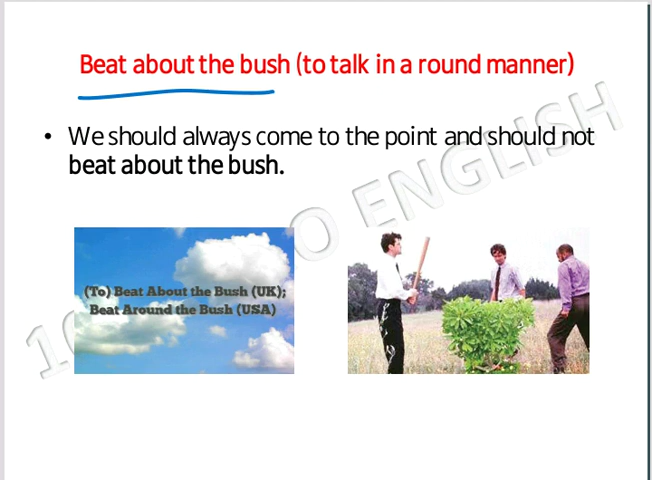 Beat about the bush (to talk in a round manner)
• We should always come to the point and should not
beat about the bush.
(To) Beat About the Bush (UK);
Beat Around the Bush (USA)
O ENGLISH